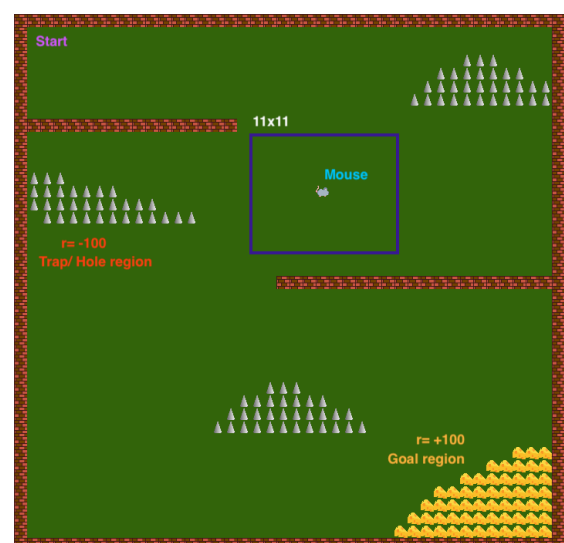 Start
11x11
Mouse
r= -100
Trap/ Hole region
r= +100
Goal region